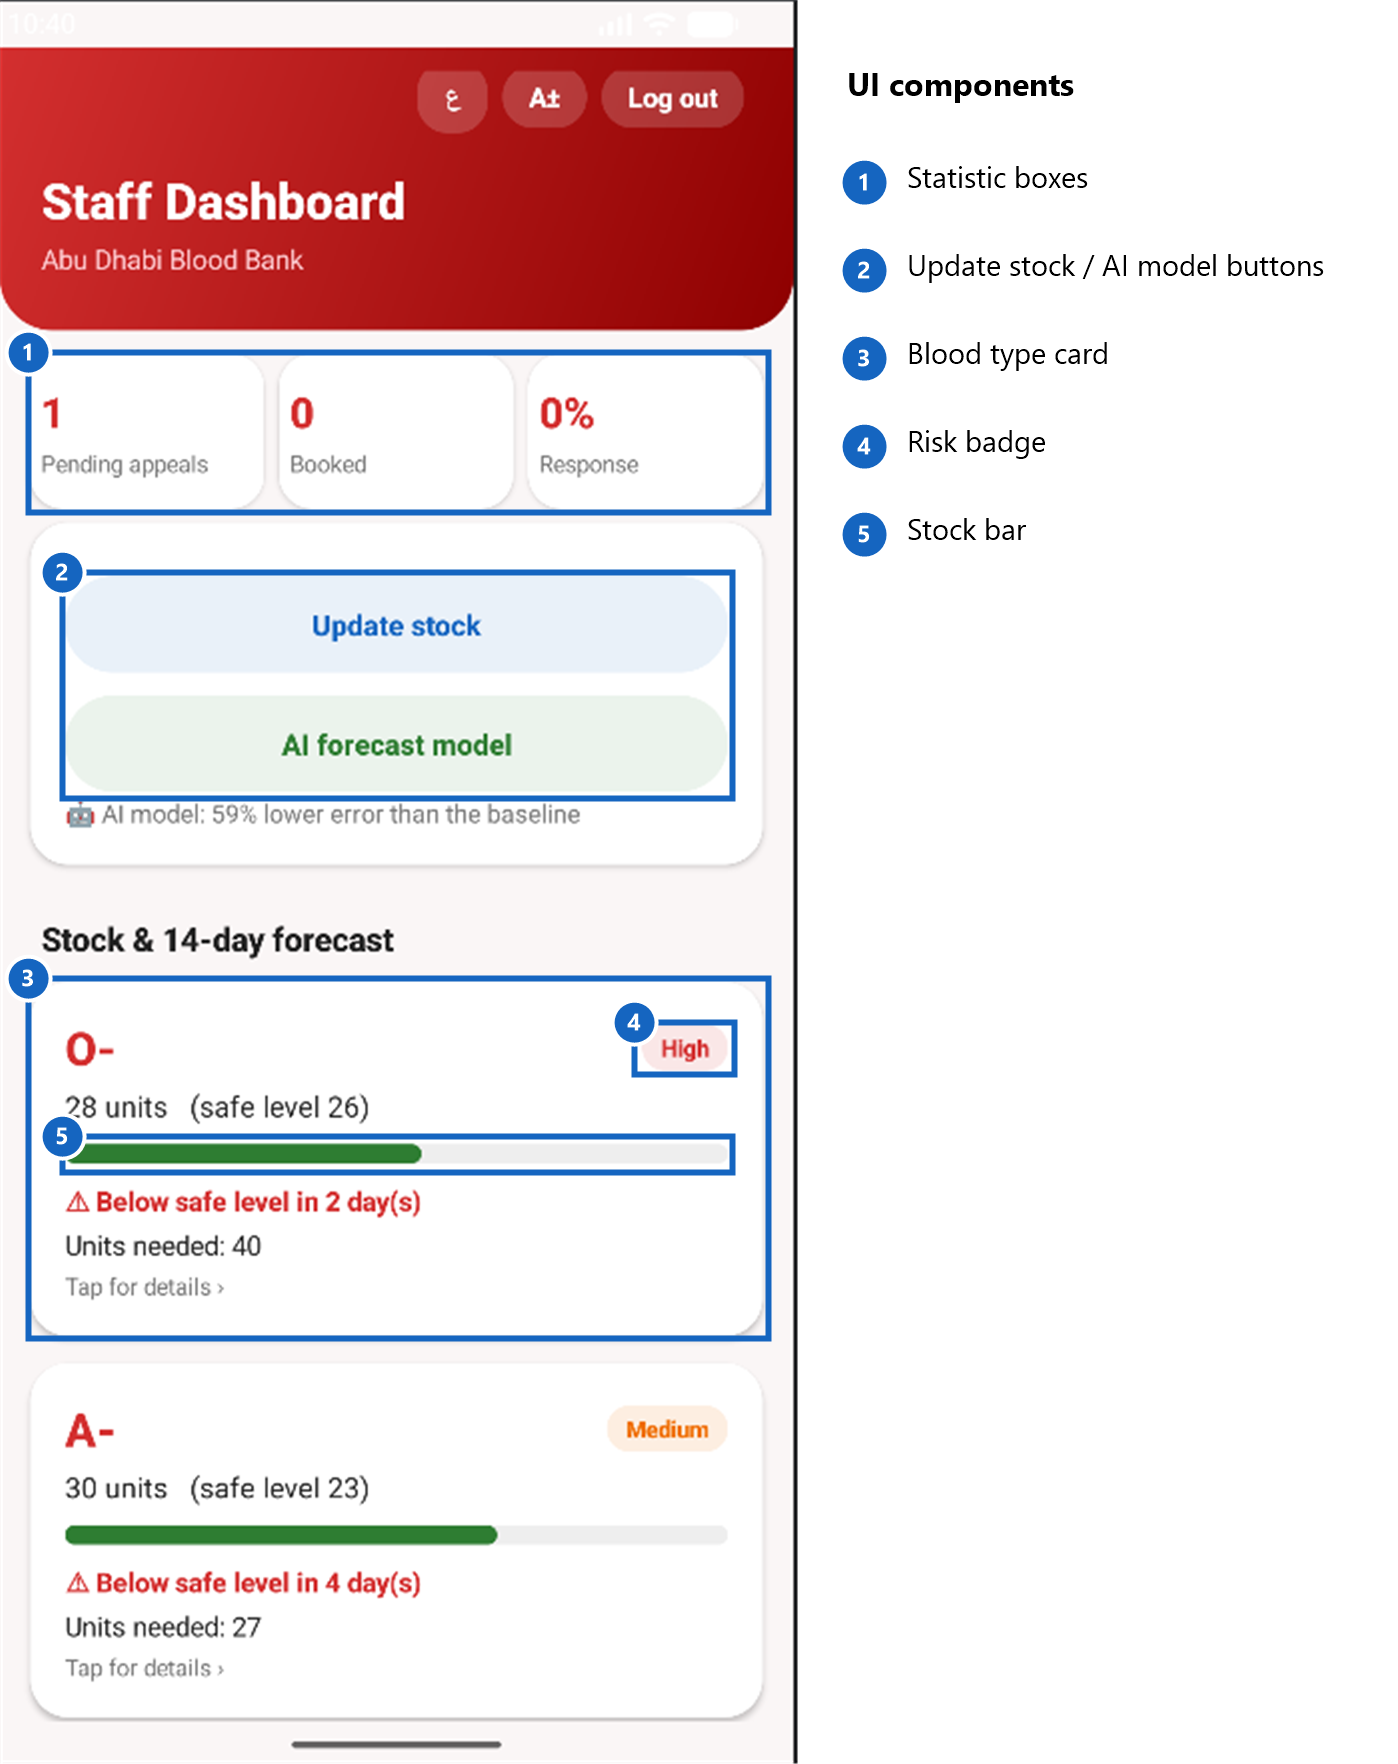 10:40
ع
A±
Log out
Staff Dashboard
Abu Dhabi Blood Bank
1
1
Pending appeals
0
Booked
0%
Response
2
Update stock
AI forecast model
🤖 AI model: 59% lower error than the baseline
Stock & 14-day forecast
3
O-
4
High
28 units (safe level 26)
5
⚠ Below safe level in 2 day(s)
Units needed: 40
Tap for details ›
A-
Medium
30 units (safe level 23)
⚠ Below safe level in 4 day(s)
Units needed: 27
Tap for details ›
UI components
1 Statistic boxes
2 Update stock / AI model buttons
3 Blood type card
4 Risk badge
5 Stock bar